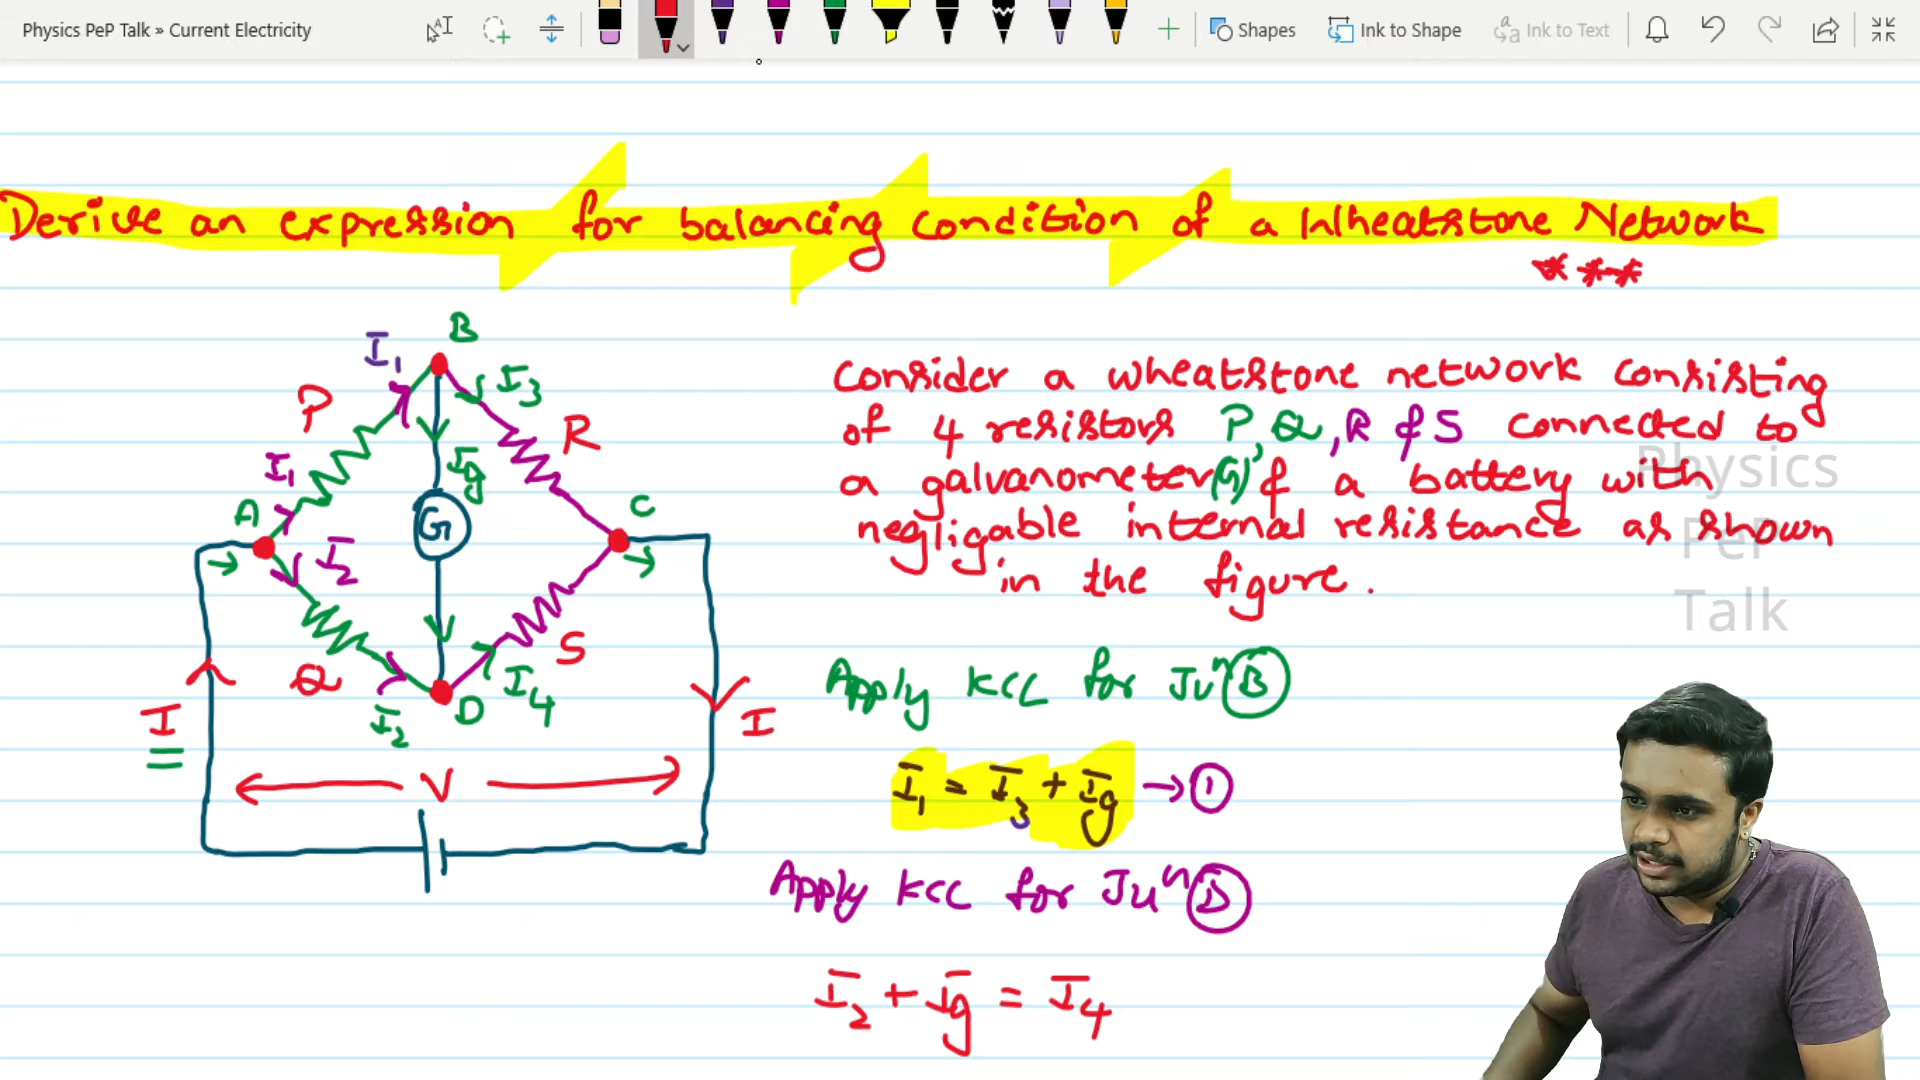 Physics PeP Talk » Current Electricity
Shapes
Ink to Shape
Ink to Text
Derive an expression for balancing condition of a Wheatstone Network
***
B
I1
I3
P
R
I1
Ig
A
G
C
I2
Q
S
I4
I2
D
I
I
V
Consider a wheatstone network consisting
of 4 resistors P, Q, R & S connected to
a galvanometer (G) & a battery with
negligable internal resistance as shown
in the figure.
Physics
PeP
Talk
Apply KCL for Juⁿ B
I1 = I3 + Ig → 1
Apply KCL for Juⁿ D
I2 + Ig = I4